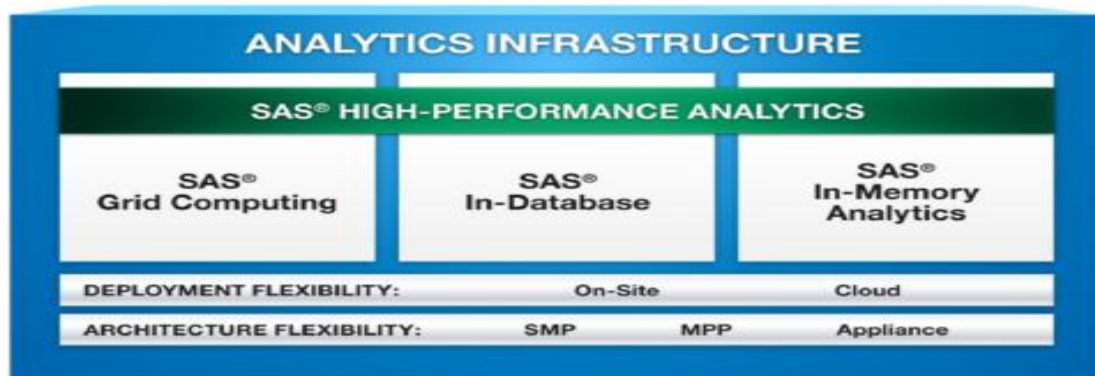 ANALYTICS INFRASTRUCTURE
SAS® HIGH-PERFORMANCE ANALYTICS
SAS®
Grid Computing
SAS®
In-Database
SAS®
In-Memory
Analytics
DEPLOYMENT FLEXIBILITY: On-Site Cloud
ARCHITECTURE FLEXIBILITY: SMP MPP Appliance